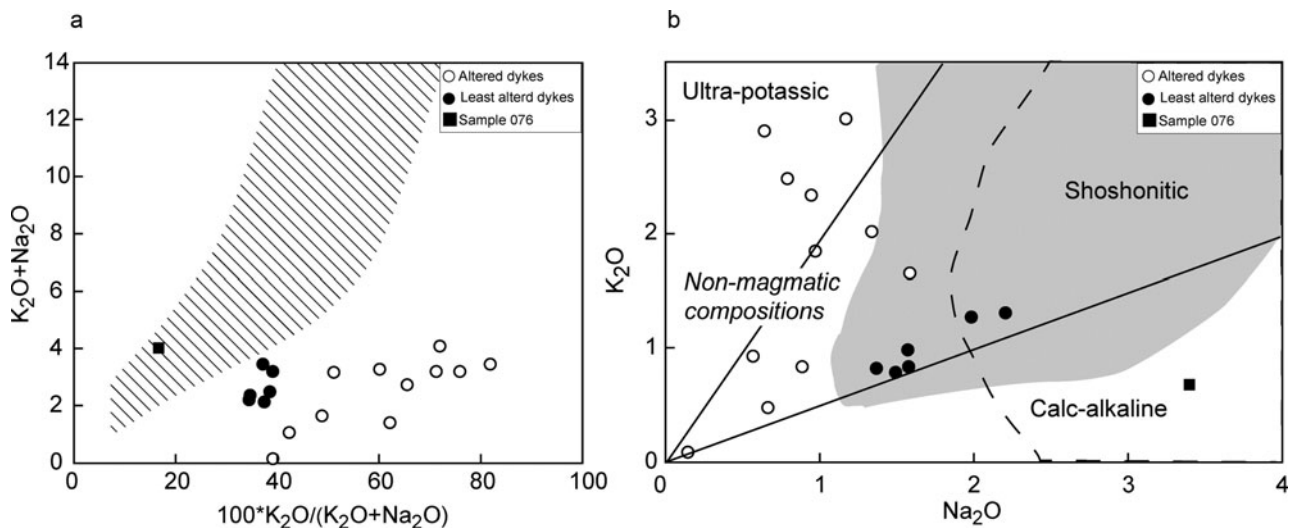 a
14
12
10
8
6
4
2
0
K₂O+Na₂O
20
40
60
80
100
100*K₂O/(K₂O+Na₂O)
Altered dykes
Least alterd dykes
Sample 076
b
3
2
1
0
K₂O
0
1
2
3
4
Na₂O
Ultra-potassic
Altered dykes
Least alterd dykes
Sample 076
Shoshonitic
Non-magmatic
compositions
Calc-alkaline